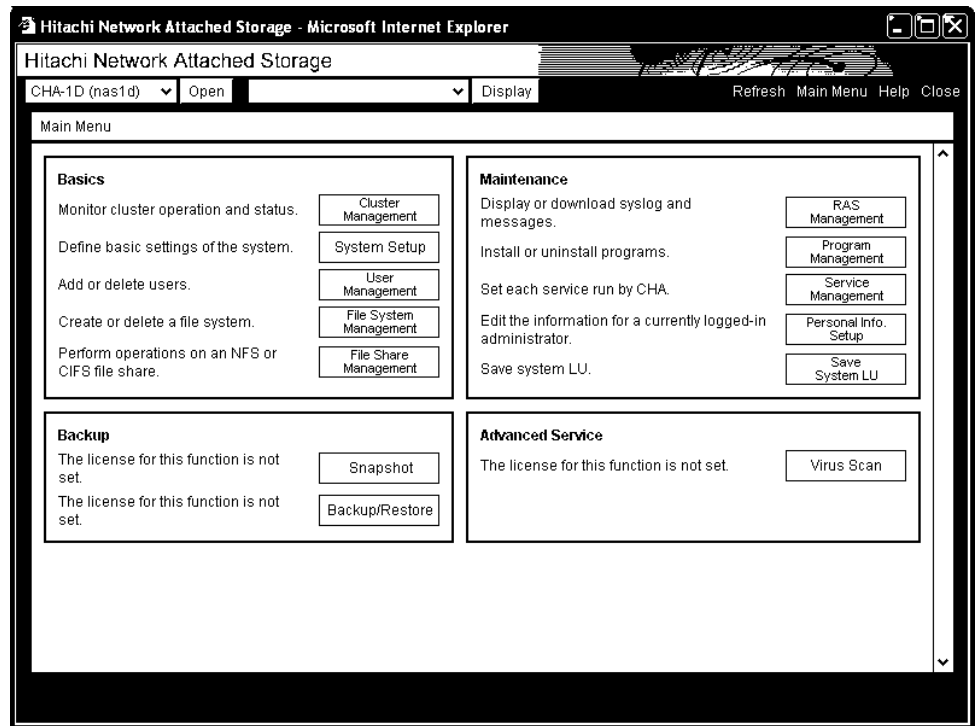 Hitachi Network Attached Storage - Microsoft Internet Explorer
Hitachi Network Attached Storage
CHA-1D (nas1d) Open Display Refresh Main Menu Help Close
Main Menu
Basics
Monitor cluster operation and status.
Cluster
Management
Define basic settings of the system.
System Setup
Add or delete users.
User
Management
Create or delete a file system.
File System
Management
Perform operations on an NFS or
CIFS file share.
File Share
Management
Maintenance
Display or download syslog and
messages.
RAS
Management
Install or uninstall programs.
Program
Management
Set each service run by CHA.
Service
Management
Edit the information for a currently logged-in
administrator.
Personal Info.
Setup
Save system LU.
Save
System LU
Backup
The license for this function is not
set.
Snapshot
The license for this function is not
set.
Backup/Restore
Advanced Service
The license for this function is not set.
Virus Scan